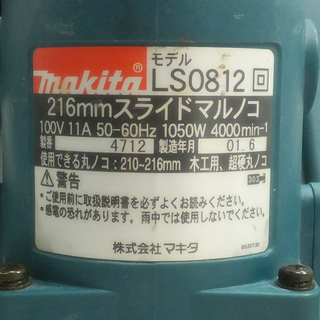 makita モデル LS0812
216mmスライドマルノコ
100V 11A 50-60Hz 1050W 4000min-1
製番 4712 製造年月 01.6
使用できる丸ノコ:210~216mm 木工用、超硬丸ノコ
警告
・ご使用前に取扱説明書を必ずよくお読みください。
・感電の恐れがあります。雨中では使用しないでください。
株式会社マキタ